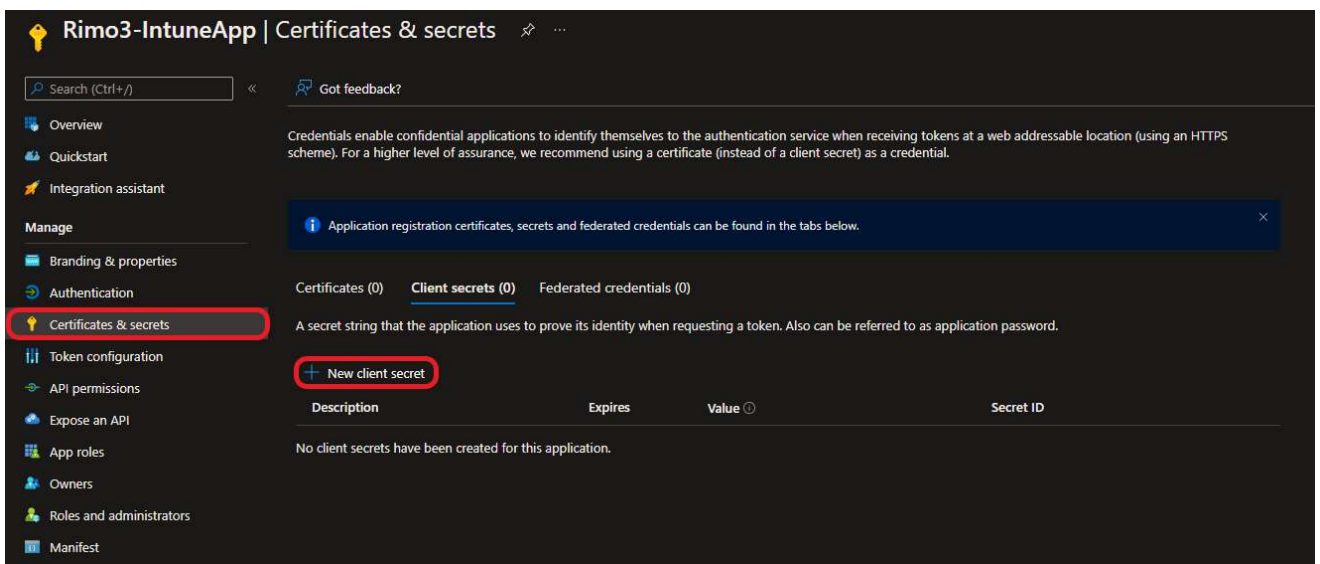 Rimo3-IntuneApp | Certificates & secrets ...
Search (Ctrl+/) «
Overview
Quickstart
Integration assistant
Manage
Branding & properties
Authentication
Certificates & secrets
Token configuration
API permissions
Expose an API
App roles
Owners
Roles and administrators
Manifest
Got feedback?
Credentials enable confidential applications to identify themselves to the authentication service when receiving tokens at a web addressable location (using an HTTPS
scheme). For a higher level of assurance, we recommend using a certificate (instead of a client secret) as a credential.
Application registration certificates, secrets and federated credentials can be found in the tabs below.
Certificates (0) Client secrets (0) Federated credentials (0)
A secret string that the application uses to prove its identity when requesting a token. Also can be referred to as application password.
New client secret
Description Expires Value Secret ID
No client secrets have been created for this application.